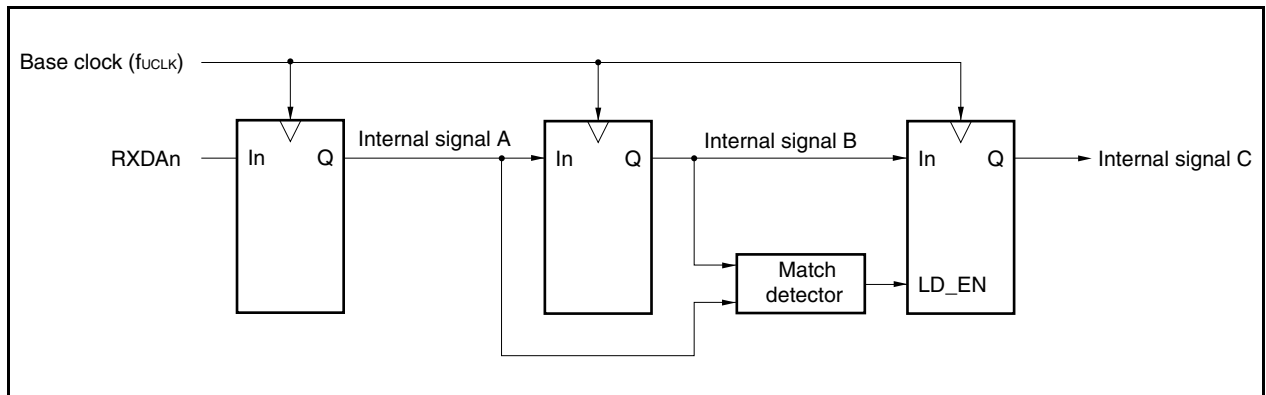 Base clock (fUCLK)
RXDAn
In
Q
Internal signal A
In
Q
Internal signal B
In
Q
Internal signal C
Match
detector
LD_EN